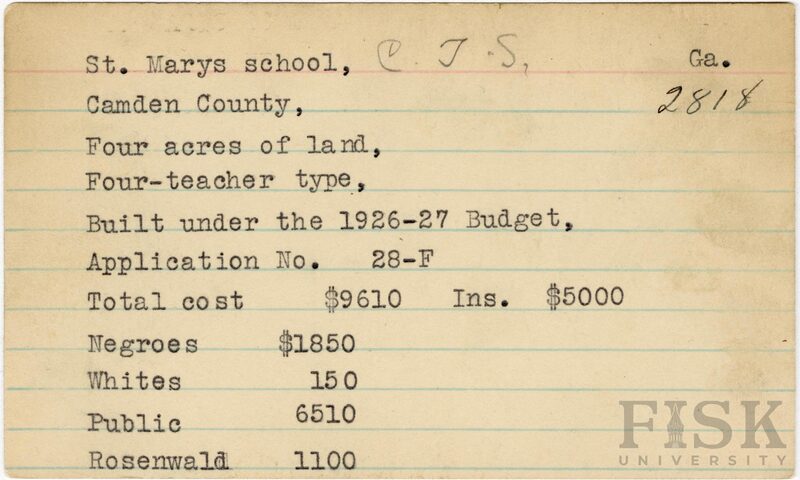 St. Marys school, C. T. S. Ga.
Camden County, 2818
Four acres of land,
Four-teacher type,
Built under the 1926-27 Budget,
Application No. 28-F
Total cost $9610 Ins. $5000
Negroes $1850
Whites 150
Public 6510
Rosenwald 1100
FISK
UNIVERSITY